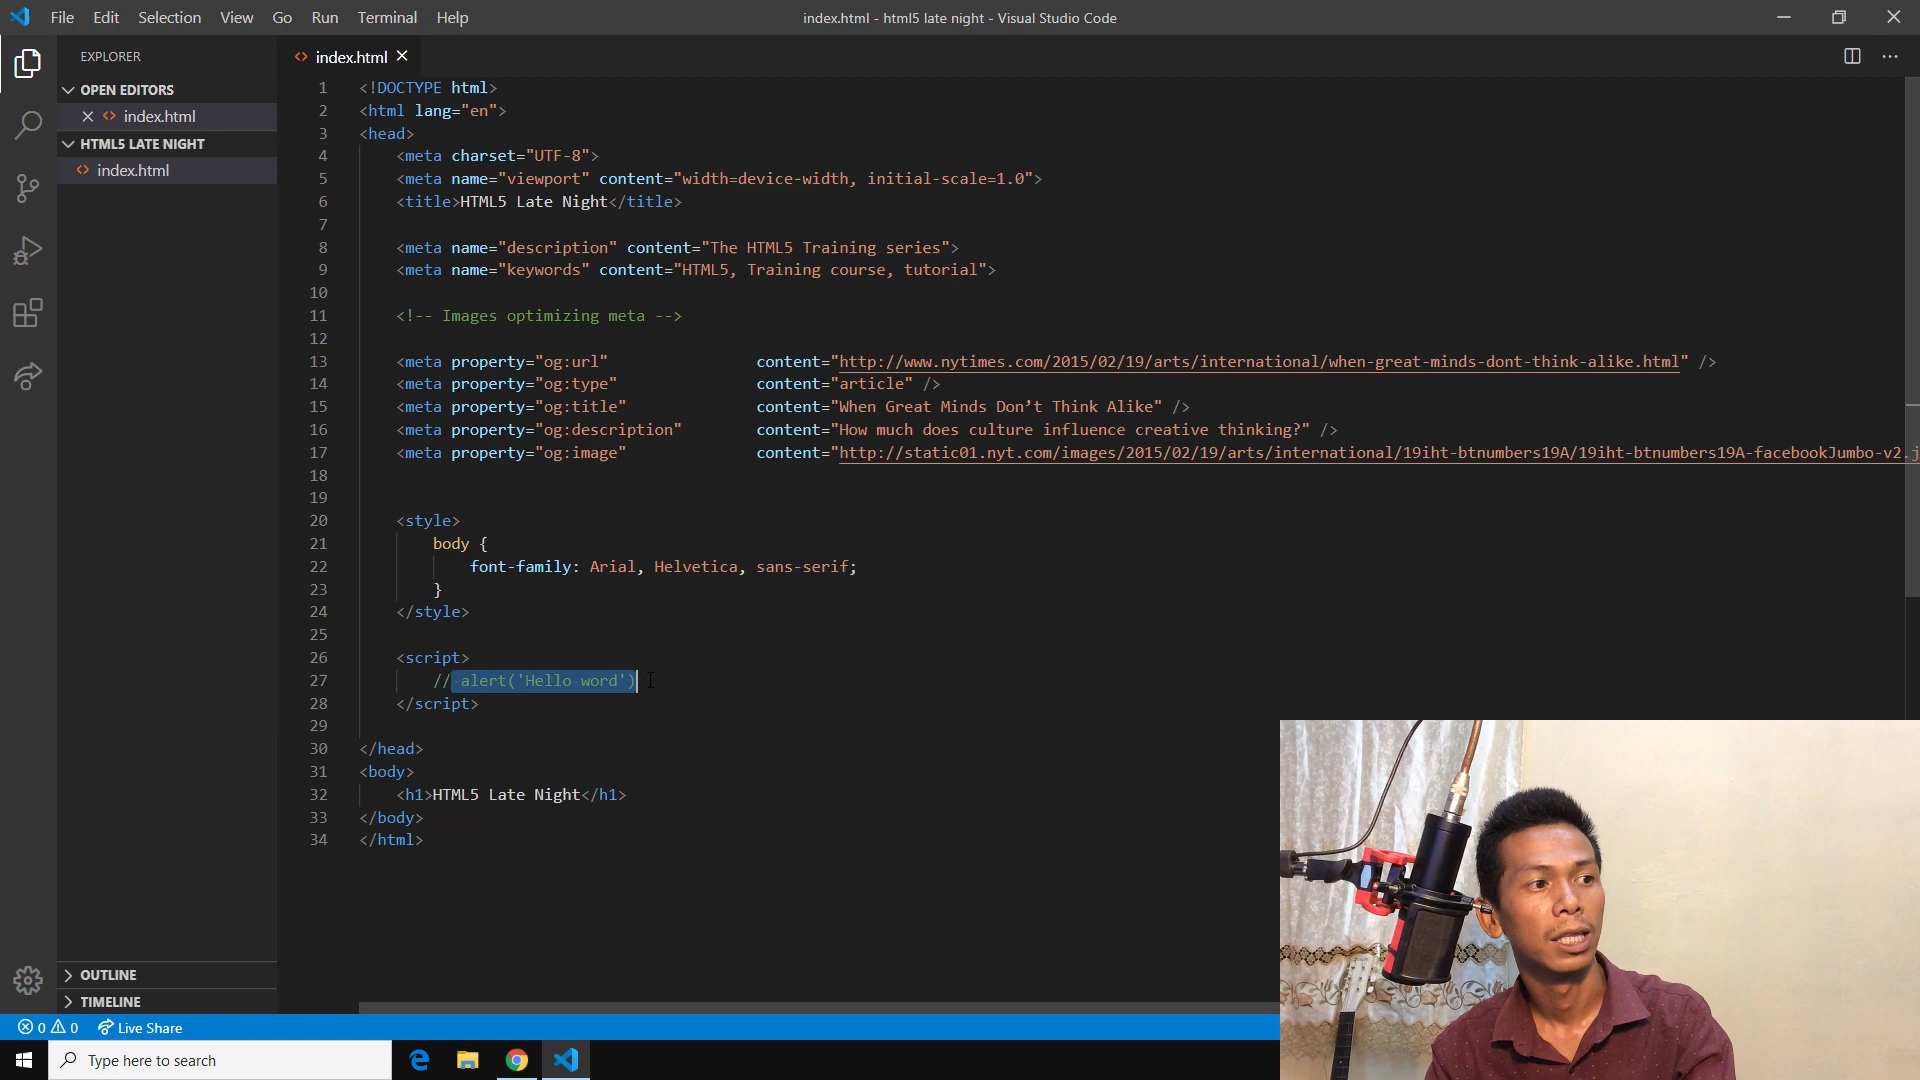 File Edit Selection View Go Run Terminal Help
index.html - html5 late night - Visual Studio Code
EXPLORER
OPEN EDITORS
index.html
HTML5 LATE NIGHT
index.html
OUTLINE
TIMELINE
index.html
1 <!DOCTYPE html>
2 <html lang="en">
3 <head>
4 <meta charset="UTF-8">
5 <meta name="viewport" content="width=device-width, initial-scale=1.0">
6 <title>HTML5 Late Night</title>
7
8 <meta name="description" content="The HTML5 Training series">
9 <meta name="keywords" content="HTML5, Training course, tutorial">
10
11 <!-- Images optimizing meta -->
12
13 <meta property="og:url" content="http://www.nytimes.com/2015/02/19/arts/international/when-great-minds-dont-think-alike.html" />
14 <meta property="og:type" content="article" />
15 <meta property="og:title" content="When Great Minds Don’t Think Alike" />
16 <meta property="og:description" content="How much does culture influence creative thinking?" />
17 <meta property="og:image" content="http://static01.nyt.com/images/2015/02/19/arts/international/19iht-btnumbers19A/19iht-btnumbers19A-facebookJumbo-v2.j
18
19
20 <style>
21 body {
22 font-family: Arial, Helvetica, sans-serif;
23 }
24 </style>
25
26 <script>
27 // alert('Hello word')
28 </script>
29
30 </head>
31 <body>
32 <h1>HTML5 Late Night</h1>
33 </body>
34 </html>
0 0 Live Share
Type here to search